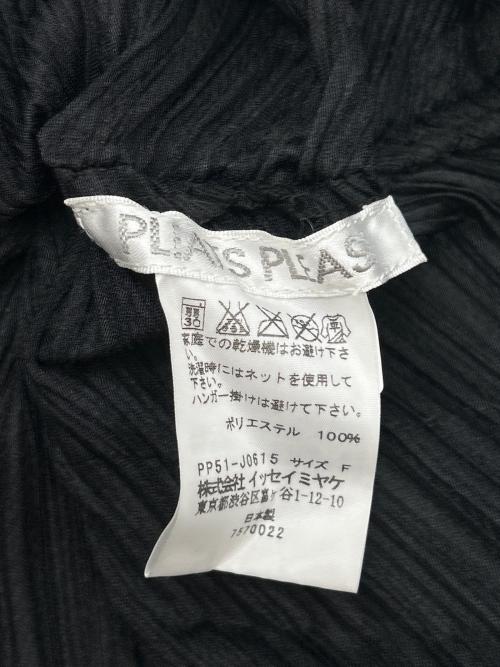 PLEATS PLEAS
30
家庭での乾燥機はお避け下さ
い。
洗濯時にはネットを使用して
下さい。
ハンガー掛けは避けて下さい。
ポリエステル 100%
PP51-J0615 サイズ F
株式会社イッセイミヤケ
東京都渋谷区富ヶ谷1-12-10
日本製
7570022